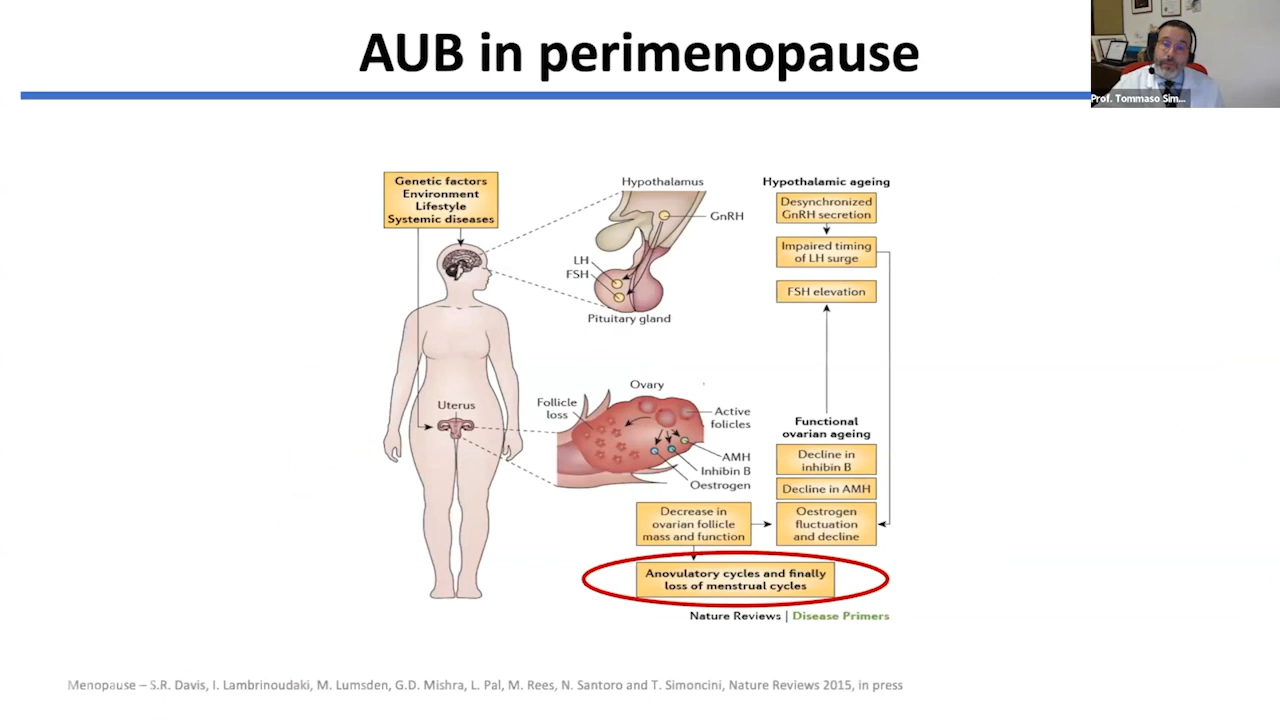 AUB in perimenopause
Prof. Tommaso Sim...
Genetic factors
Environment
Lifestyle
Systemic diseases
Hypothalamus
GnRH
LH
FSH
Pituitary gland
Hypothalamic ageing
Desynchronized
GnRH secretion
Impaired timing
of LH surge
FSH elevation
Uterus
Ovary
Follicle
loss
Active
follicles
AMH
Inhibin B
Oestrogen
Functional
ovarian ageing
Decline in
inhibin B
Decline in AMH
Decrease in
ovarian follicle
mass and function
Oestrogen
fluctuation
and decline
Anovulatory cycles and finally
loss of menstrual cycles
Nature Reviews | Disease Primers
Menopause – S.R. Davis, I. Lambrinoudaki, M. Lumsden, G.D. Mishra, L. Pal, M. Rees, N. Santoro and T. Simoncini, Nature Reviews 2015, in press